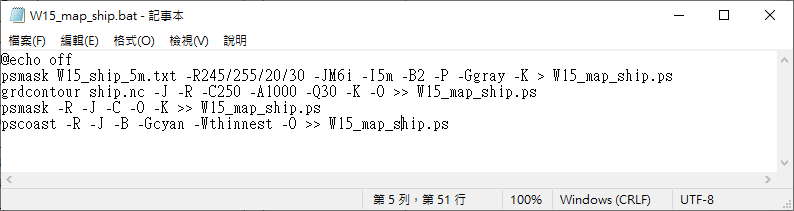 W15_map_ship.bat - 記事本
檔案(F) 編輯(E) 格式(O) 檢視(V) 說明
@echo off
psmask W15_ship_5m.txt -R245/255/20/30 -JM6i -I5m -B2 -P -Ggray -K > W15_map_ship.ps
grdcontour ship.nc -J -R -C250 -A1000 -Q30 -K -O >> W15_map_ship.ps
psmask -R -J -C -O -K >> W15_map_ship.ps
pscoast -R -J -B -Gcyan -Wthinnest -O >> W15_map_ship.ps
第 5 列，第 51 行 100% Windows (CRLF) UTF-8